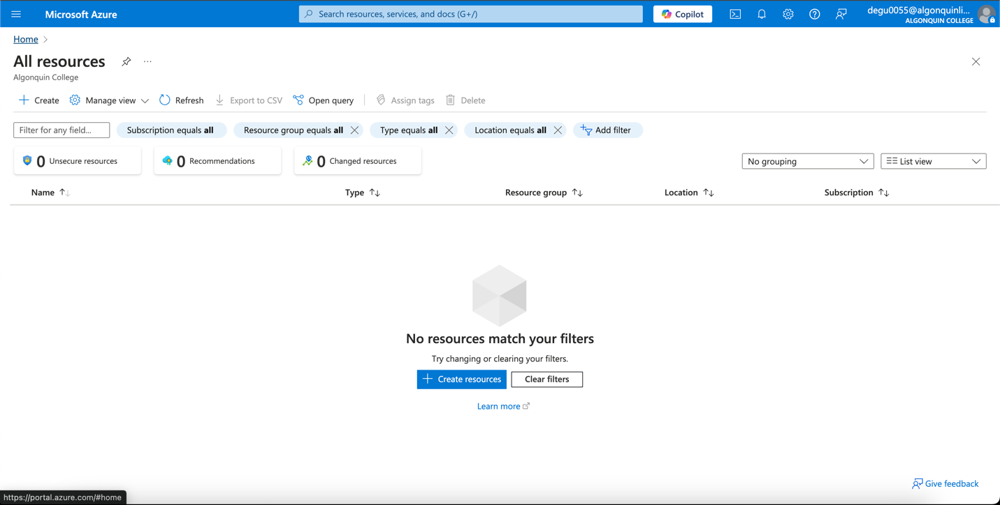 Microsoft Azure
Search resources, services, and docs (G+/)
Copilot
degu0055@algonquinli...
ALGONQUIN COLLEGE
Home
All resources
...
Algonquin College
Create
Manage view
Refresh
Export to CSV
Open query
Assign tags
Delete
Filter for any field...
Subscription equals all
Resource group equals all
Type equals all
Location equals all
Add filter
0 Unsecure resources
0 Recommendations
0 Changed resources
No grouping
List view
Name
Type
Resource group
Location
Subscription
No resources match your filters
Try changing or clearing your filters.
Create resources
Clear filters
Learn more
Give feedback
https://portal.azure.com/#home